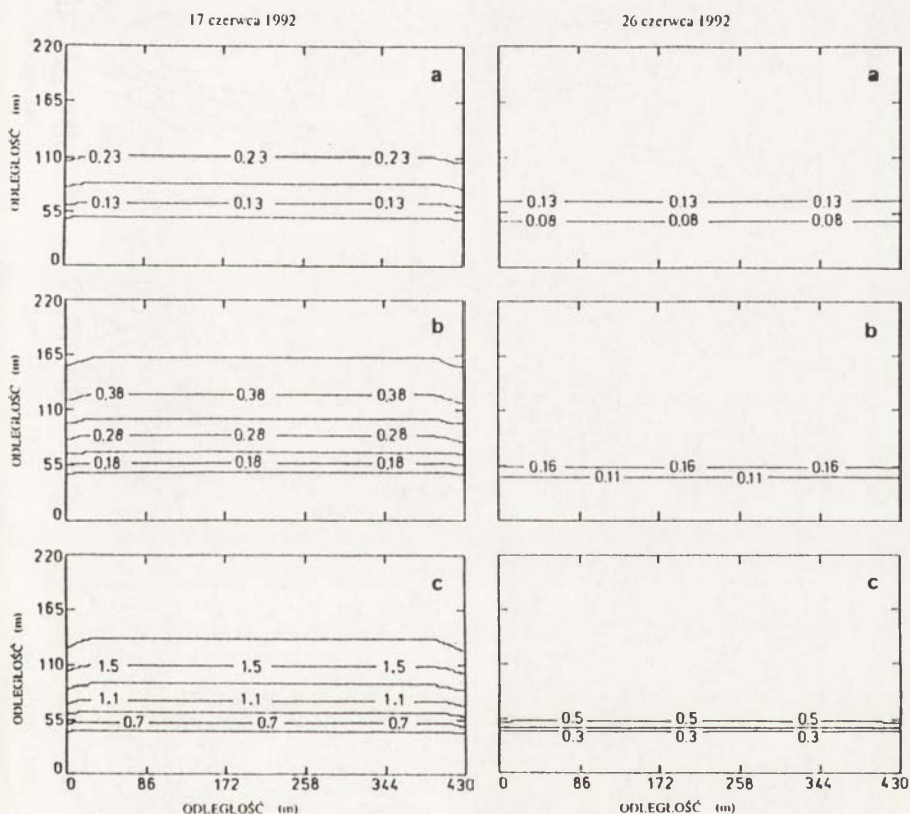 17 czerwca 1992
26 czerwca 1992
220
165
110
55
0
ODLEGŁOŚĆ (m)
a
0.23 0.23 0.23
0.13 0.13 0.13
a
0.13 0.13 0.13
0.08 0.08 0.08
220
165
110
55
0
ODLEGŁOŚĆ (m)
b
0.38 0.38 0.38
0.28 0.28 0.28
0.18 0.18 0.18
b
0.16 0.16 0.16
0.11 0.11
220
165
110
55
0
ODLEGŁOŚĆ (m)
c
1.5 1.5 1.5
1.1 1.1 1.1
0.7 0.7 0.7
c
0.5 0.5 0.5
0.3 0.3 0.3
0 86 172 258 344 430
0 86 172 258 344 430
ODLEGŁOŚĆ (m)
ODLEGŁOŚĆ (m)